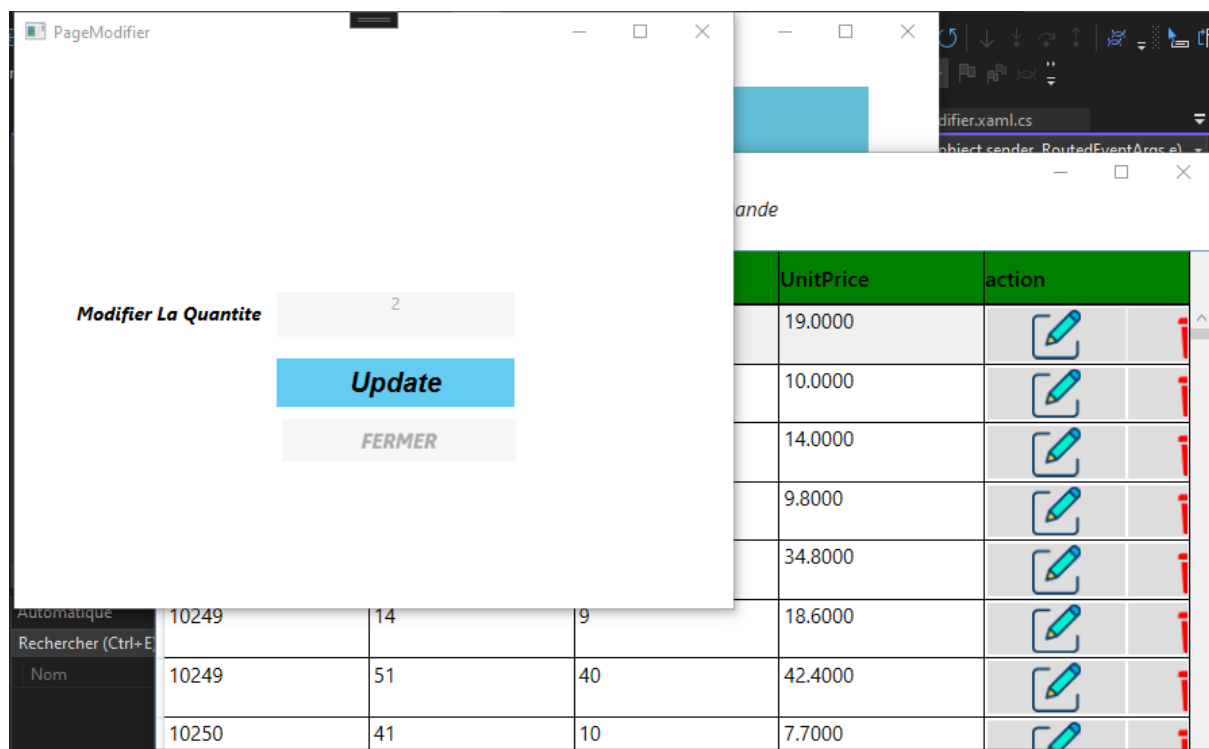 PageModifier
difier.xaml.cs
object sender, RoutedEventArgs e)
ande
UnitPrice action
Modifier La Quantite 2
19.0000
Update
10.0000
FERMER
14.0000
9.8000
34.8000
Automatique
10249 14 9 18.6000
Rechercher (Ctrl+E)
Nom
10249 51 40 42.4000
10250 41 10 7.7000